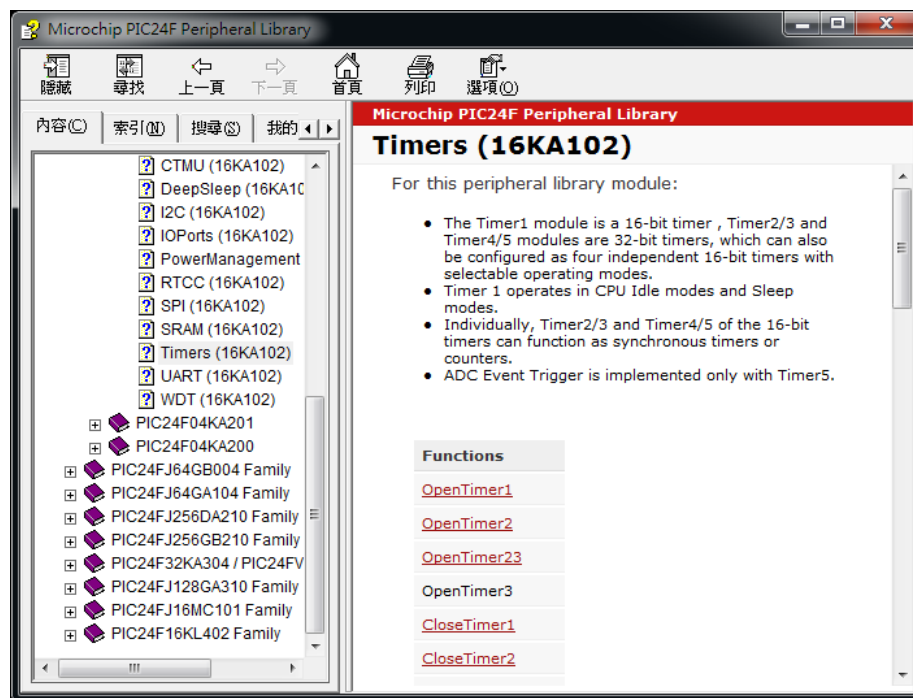 Microchip PIC24F Peripheral Library
隱藏 尋找 上一頁 下一頁 首頁 列印 選項(O)
內容(C) 索引(N) 搜尋(S) 我的
CTMU (16KA102)
DeepSleep (16KA10
I2C (16KA102)
IOPorts (16KA102)
PowerManagement
RTCC (16KA102)
SPI (16KA102)
SRAM (16KA102)
Timers (16KA102)
UART (16KA102)
WDT (16KA102)
PIC24F04KA201
PIC24F04KA200
PIC24FJ64GB004 Family
PIC24FJ64GA104 Family
PIC24FJ256DA210 Family
PIC24FJ256GB210 Family
PIC24F32KA304 / PIC24FV
PIC24FJ128GA310 Family
PIC24FJ16MC101 Family
PIC24F16KL402 Family
Microchip PIC24F Peripheral Library
Timers (16KA102)
For this peripheral library module:
• The Timer1 module is a 16-bit timer , Timer2/3 and
Timer4/5 modules are 32-bit timers, which can also
be configured as four independent 16-bit timers with
selectable operating modes.
• Timer 1 operates in CPU Idle modes and Sleep
modes.
• Individually, Timer2/3 and Timer4/5 of the 16-bit
timers can function as synchronous timers or
counters.
• ADC Event Trigger is implemented only with Timer5.
Functions
OpenTimer1
OpenTimer2
OpenTimer23
OpenTimer3
CloseTimer1
CloseTimer2